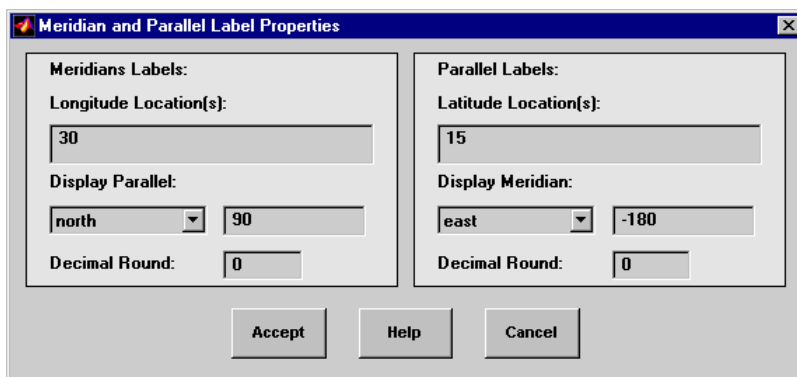 Meridian and Parallel Label Properties
Meridians Labels:
Longitude Location(s):
30
Display Parallel:
north
90
Decimal Round:
0
Parallel Labels:
Latitude Location(s):
15
Display Meridian:
east
-180
Decimal Round:
0
Accept
Help
Cancel